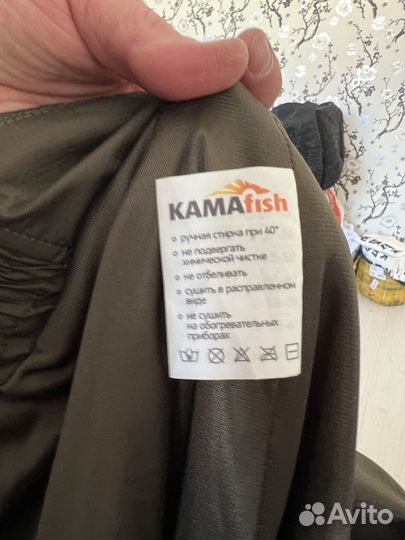 KAMAfish
ручная стирка при 40°
не подвергать
химической чистке
не отбеливать
сушить в расправленном
виде
не сушить
на обогревательных
приборах
Avito